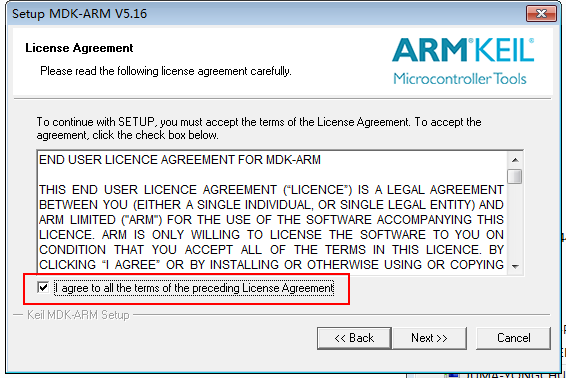 Setup MDK-ARM V5.16
License Agreement
Please read the following license agreement carefully.
ARM®KEIL®
Microcontroller Tools
To continue with SETUP, you must accept the terms of the License Agreement. To accept the
agreement, click the check box below.
END USER LICENCE AGREEMENT FOR MDK-ARM
THIS END USER LICENCE AGREEMENT (“LICENCE”) IS A LEGAL AGREEMENT
BETWEEN YOU (EITHER A SINGLE INDIVIDUAL, OR SINGLE LEGAL ENTITY) AND
ARM LIMITED ("ARM") FOR THE USE OF THE SOFTWARE ACCOMPANYING THIS
LICENCE. ARM IS ONLY WILLING TO LICENSE THE SOFTWARE TO YOU ON
CONDITION THAT YOU ACCEPT ALL OF THE TERMS IN THIS LICENCE. BY
CLICKING “I AGREE” OR BY INSTALLING OR OTHERWISE USING OR COPYING
I agree to all the terms of the preceding License Agreement
Keil MDK-ARM Setup
<< Back
Next >>
Cancel